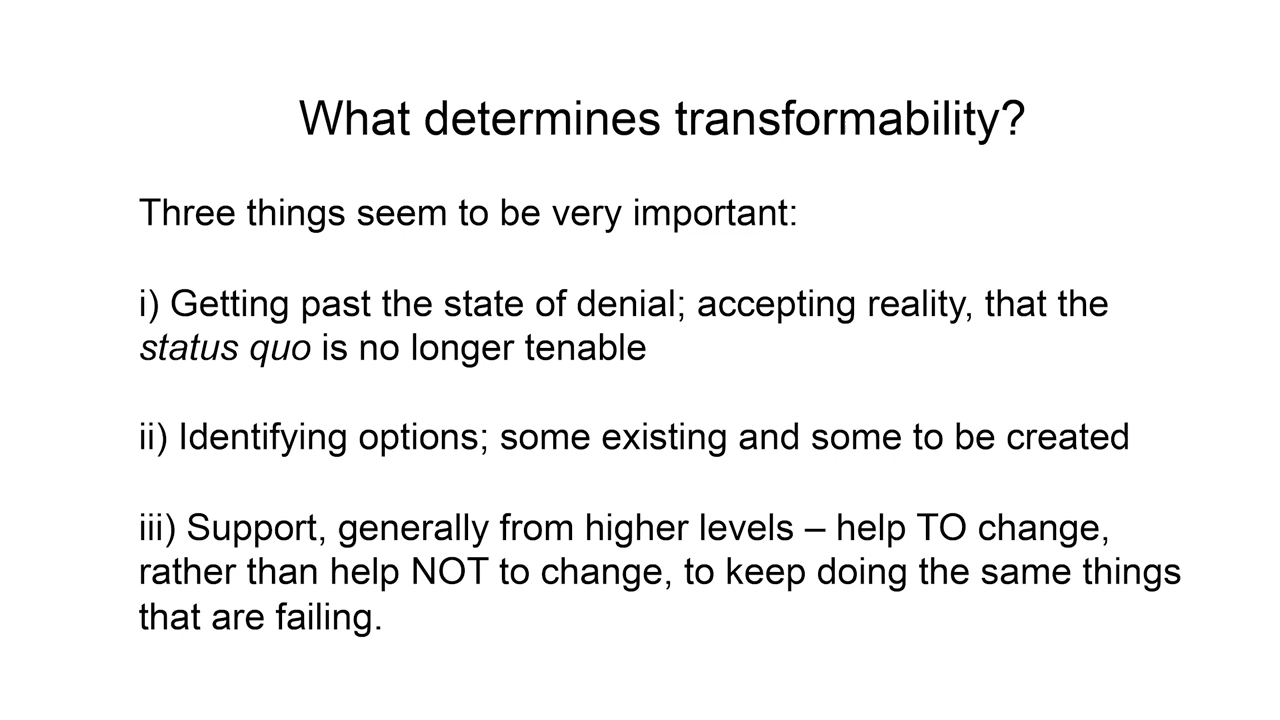 What determines transformability?
Three things seem to be very important:
i) Getting past the state of denial; accepting reality, that the
status quo is no longer tenable
ii) Identifying options; some existing and some to be created
iii) Support, generally from higher levels – help TO change,
rather than help NOT to change, to keep doing the same things
that are failing.